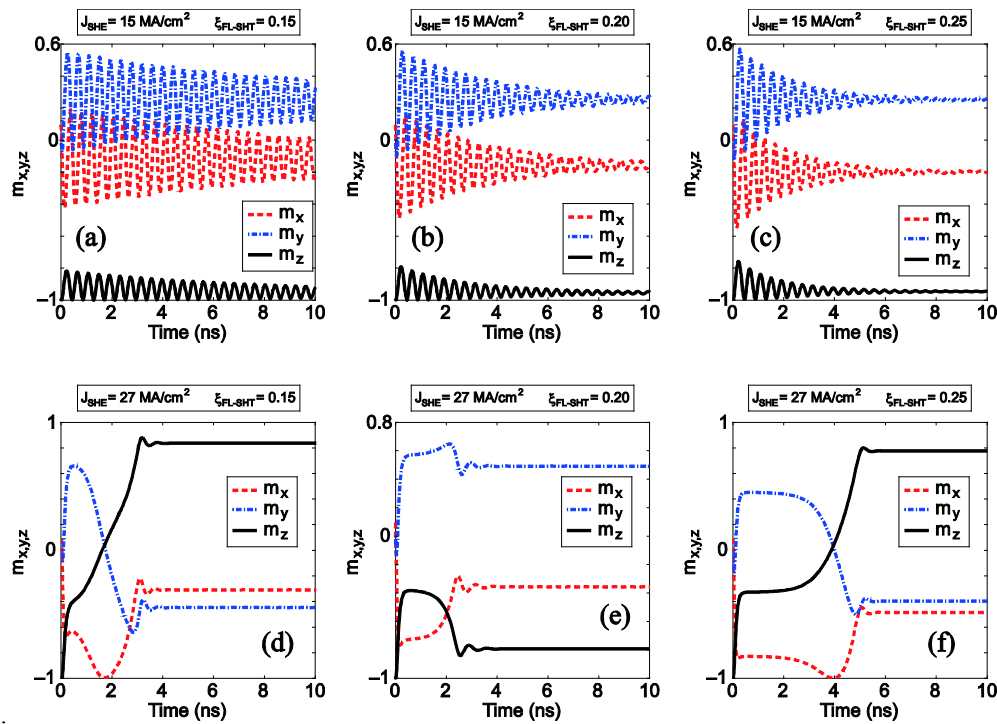 J_SHE = 15 MA/cm² ξ_FL-SHT = 0.15
J_SHE = 15 MA/cm² ξ_FL-SHT = 0.20
J_SHE = 15 MA/cm² ξ_FL-SHT = 0.25
0.6
0
−1
m_x,y,z
(a)
m_x
m_y
m_z
0 2 4 6 8 10
Time (ns)
0.6
0
−1
(b)
m_x
m_y
m_z
0 2 4 6 8 10
Time (ns)
0.6
0
−1
m_x,y,z
(c)
m_x
m_y
m_z
0 2 4 6 8 10
Time (ns)
J_SHE = 27 MA/cm² ξ_FL-SHT = 0.15
J_SHE = 27 MA/cm² ξ_FL-SHT = 0.20
J_SHE = 27 MA/cm² ξ_FL-SHT = 0.25
1
0
−1
m_x,y,z
m_x
m_y
m_z
(d)
0 2 4 6 8 10
Time (ns)
0.8
0
−1
m_x,y,z
m_x
m_y
m_z
(e)
0 2 4 6 8 10
Time (ns)
1
0
−1
m_x,y,z
m_x
m_y
m_z
(f)
0 2 4 6 8 10
Time (ns)